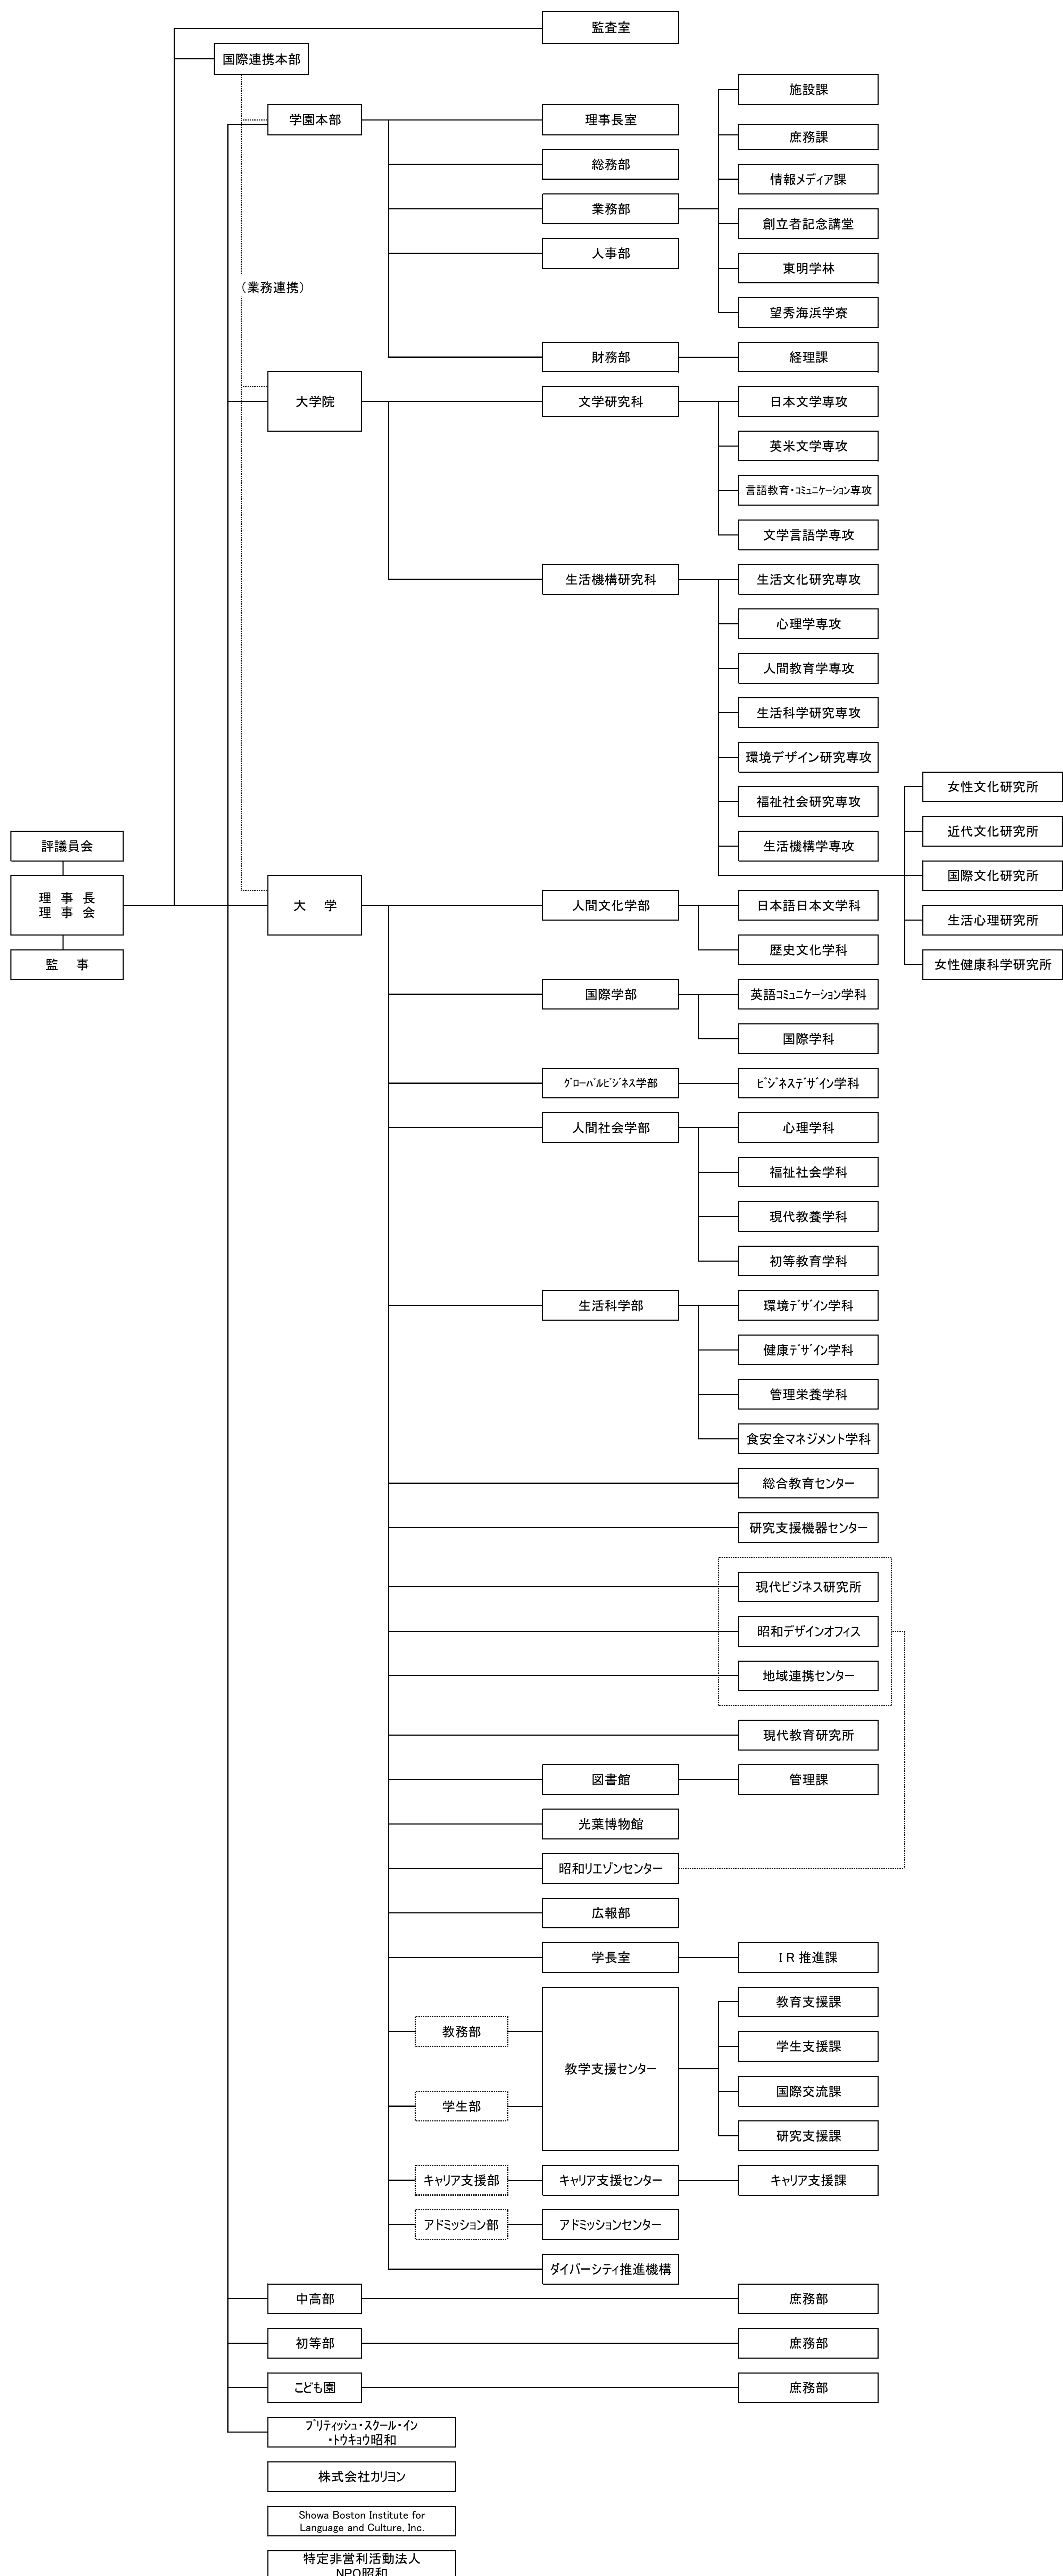 監査室
国際連携本部
施設課
学園本部
理事長室
庶務課
総務部
情報メディア課
業務部
創立者記念講堂
人事部
東明学林
（業務連携）
望秀海浜学寮
財務部
経理課
大学院
文学研究科
日本文学専攻
英米文学専攻
言語教育・ｺﾐｭﾆｹｰｼｮﾝ専攻
文学言語学専攻
生活機構研究科
生活文化研究専攻
心理学専攻
人間教育学専攻
生活科学研究専攻
環境デザイン研究専攻
女性文化研究所
福祉社会研究専攻
近代文化研究所
評議員会
生活機構学専攻
国際文化研究所
理 事 長
理 事 会
大 学
人間文化学部
日本語日本文学科
生活心理研究所
監 事
歴史文化学科
女性健康科学研究所
国際学部
英語ｺﾐｭﾆｹｰｼｮﾝ学科
国際学科
ｸﾞﾛｰﾊﾞﾙﾋﾞｼﾞﾈｽ学部
ﾋﾞｼﾞﾈｽﾃﾞｻﾞｲﾝ学科
人間社会学部
心理学科
福祉社会学科
現代教養学科
初等教育学科
生活科学部
環境ﾃﾞｻﾞｲﾝ学科
健康ﾃﾞｻﾞｲﾝ学科
管理栄養学科
食安全マネジメント学科
総合教育センター
研究支援機器センター
現代ビジネス研究所
昭和デザインオフィス
地域連携センター
現代教育研究所
図書館
管理課
光葉博物館
昭和リエゾンセンター
広報部
学長室
ＩＲ推進課
教育支援課
教務部
学生支援課
教学支援センター
国際交流課
学生部
研究支援課
キャリア支援部
キャリア支援センター
キャリア支援課
アドミッション部
アドミッションセンター
ダイバーシティ推進機構
中高部
庶務部
初等部
庶務部
こども園
庶務部
ﾌﾞﾘﾃｨｯｼｭ・ｽｸｰﾙ・ｲﾝ
・ﾄｳｷｮｳ昭和
株式会社カリヨン
Showa Boston Institute for
Language and Culture, Inc.
特定非営利活動法人
NPO昭和